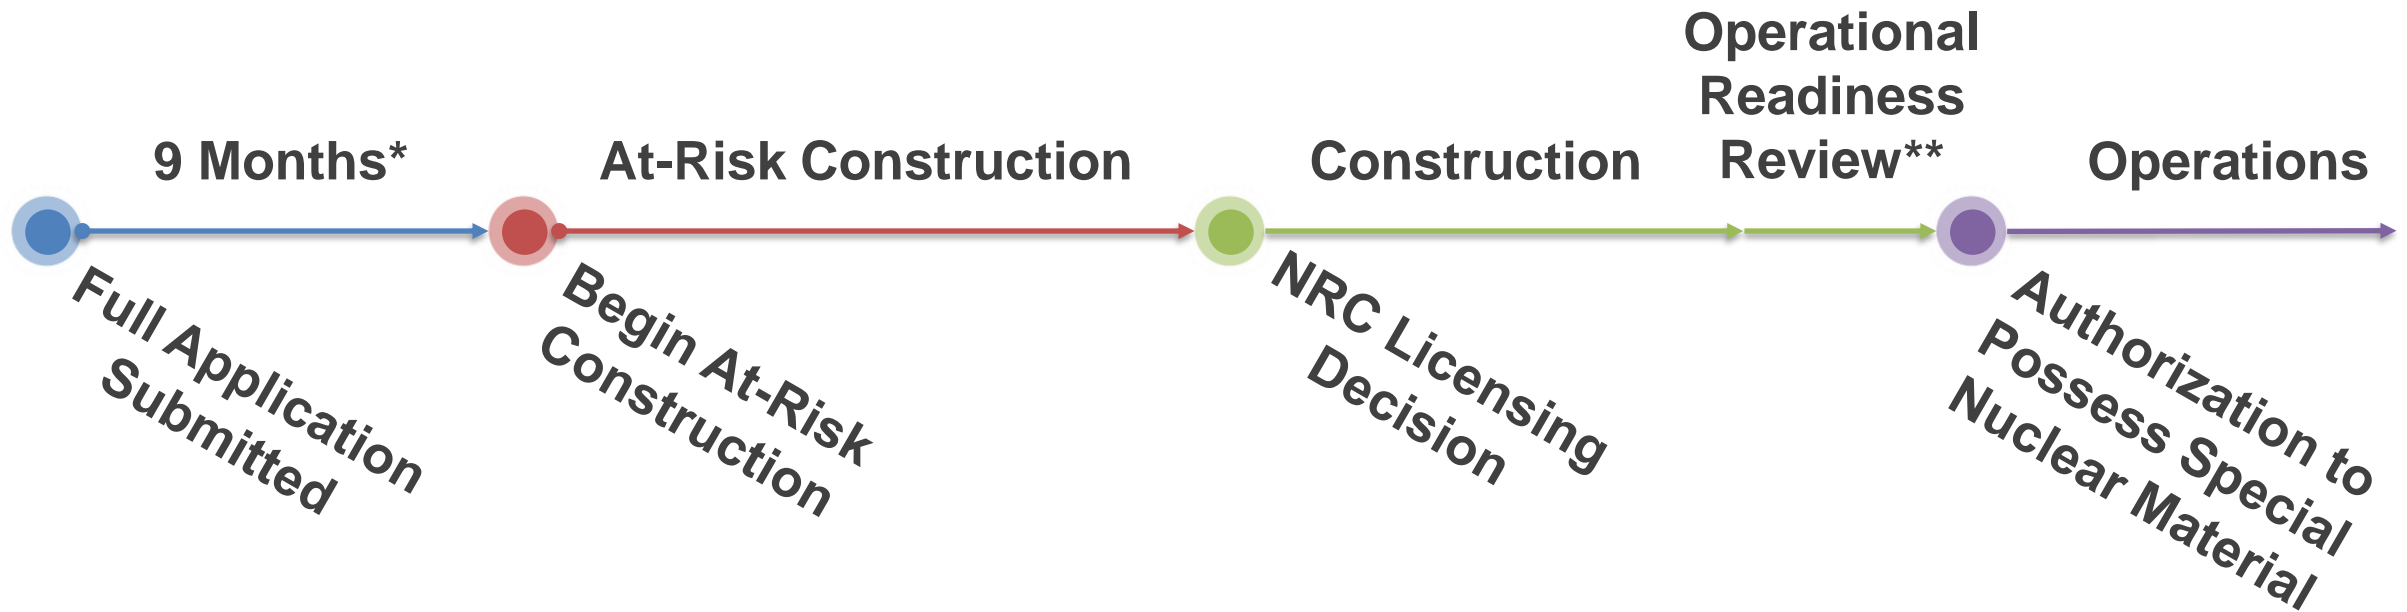 9 Months*
At-Risk Construction
Construction
Operational
Readiness
Review**
Operations
Full Application
Submitted
Begin At-Risk
Construction
NRC Licensing
Decision
Authorization to
Possess Special
Nuclear Material